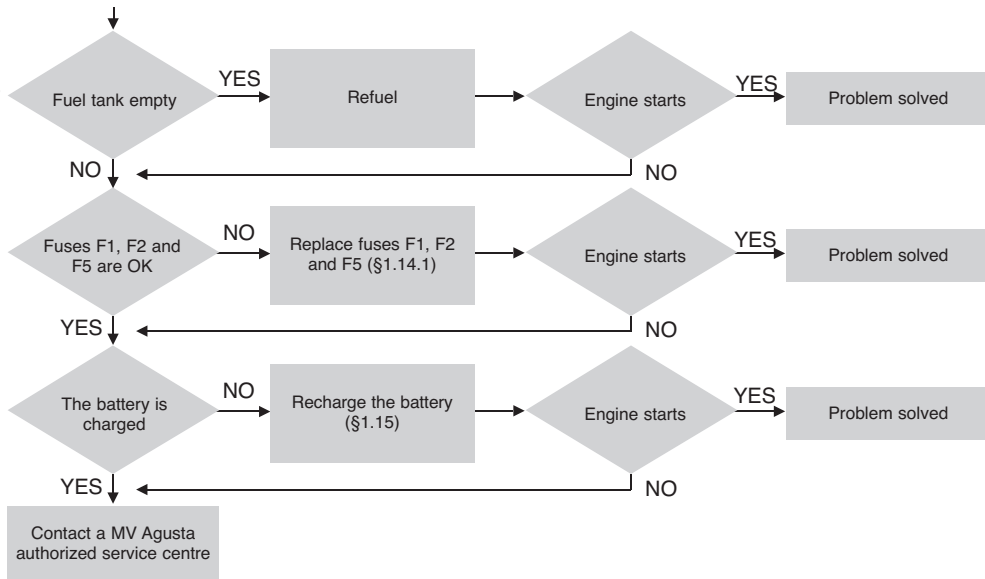 Fuel tank empty
YES
Refuel
Engine starts
YES
Problem solved
NO
NO
Fuses F1, F2 and
F5 are OK
NO
Replace fuses F1, F2
and F5 (§1.14.1)
Engine starts
YES
Problem solved
YES
NO
The battery is
charged
NO
Recharge the battery
(§1.15)
Engine starts
YES
Problem solved
YES
NO
Contact a MV Agusta
authorized service centre